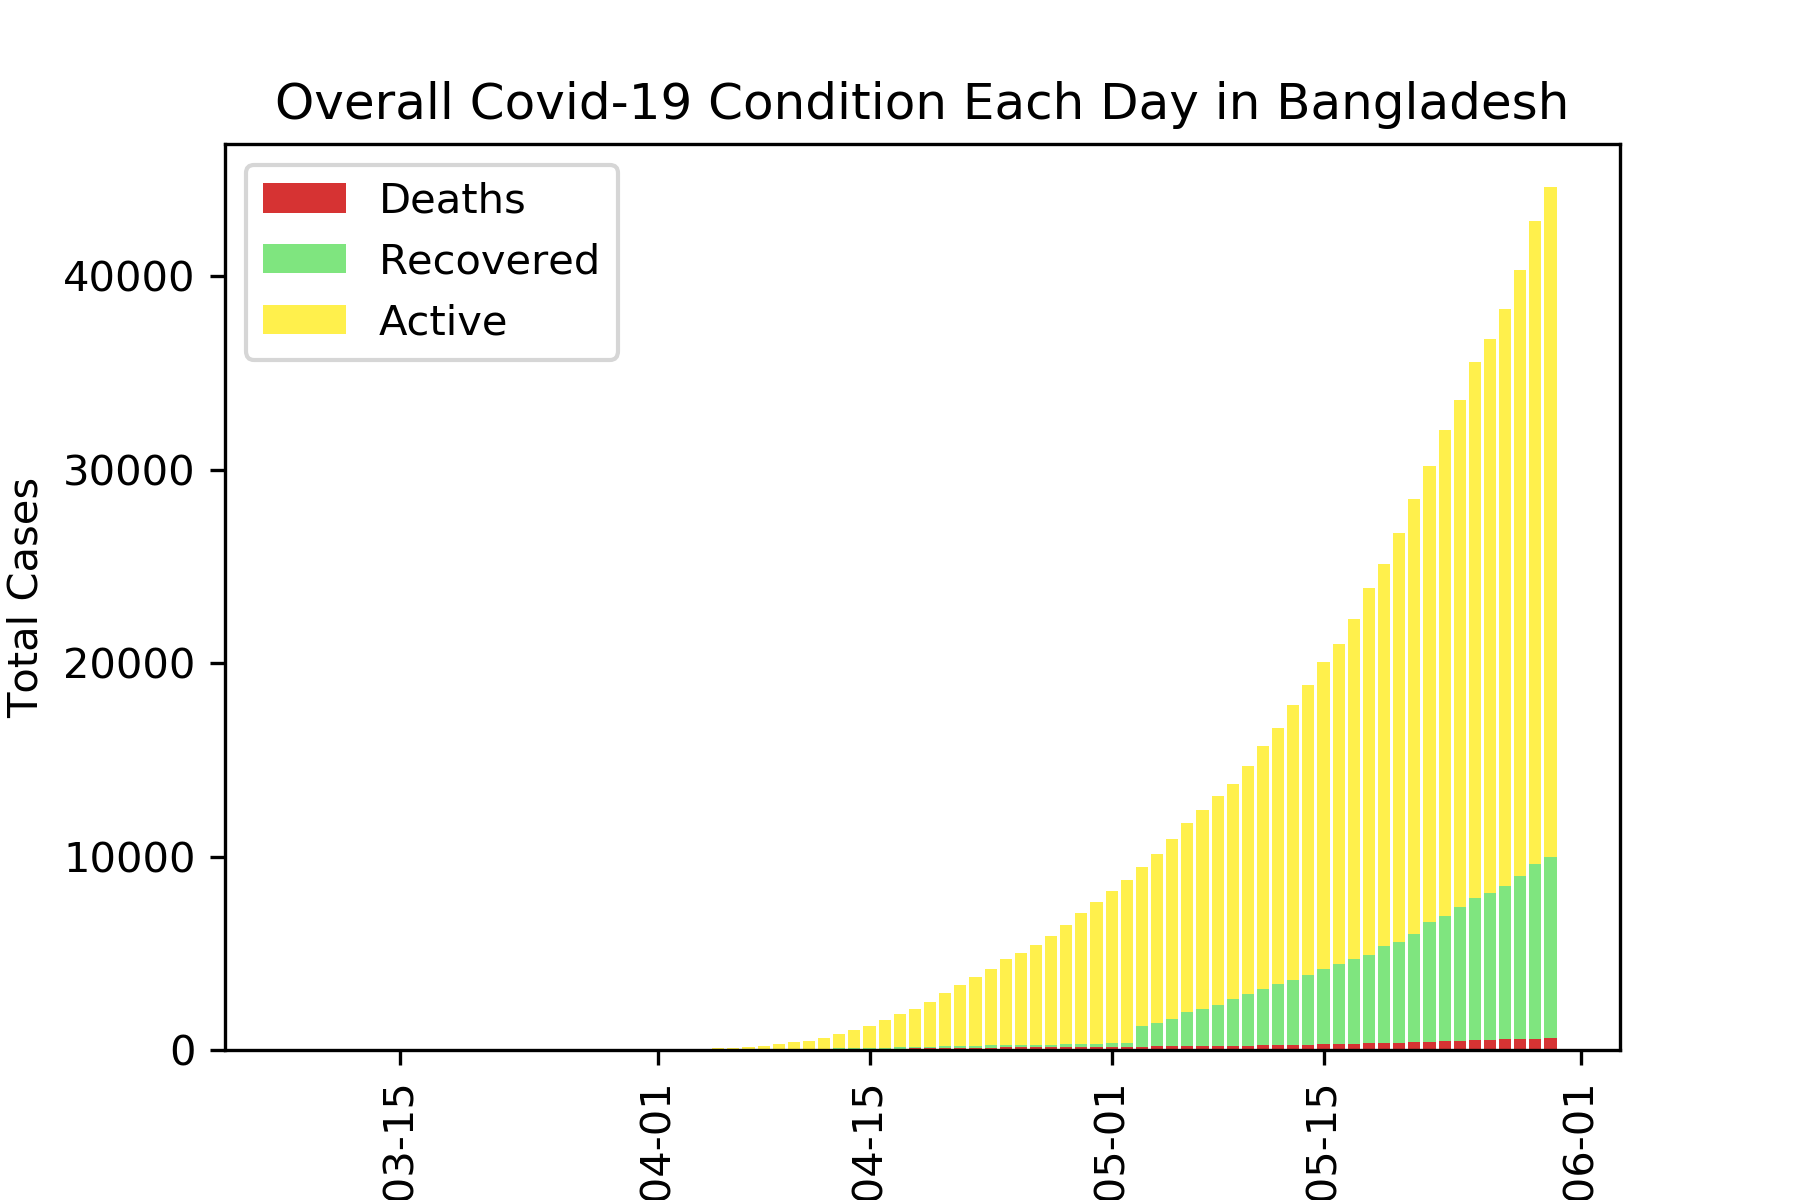 Overall Covid-19 Condition Each Day in Bangladesh
Deaths
Recovered
Active
Total Cases
40000
30000
20000
10000
0
03-15
04-01
04-15
05-01
05-15
06-01